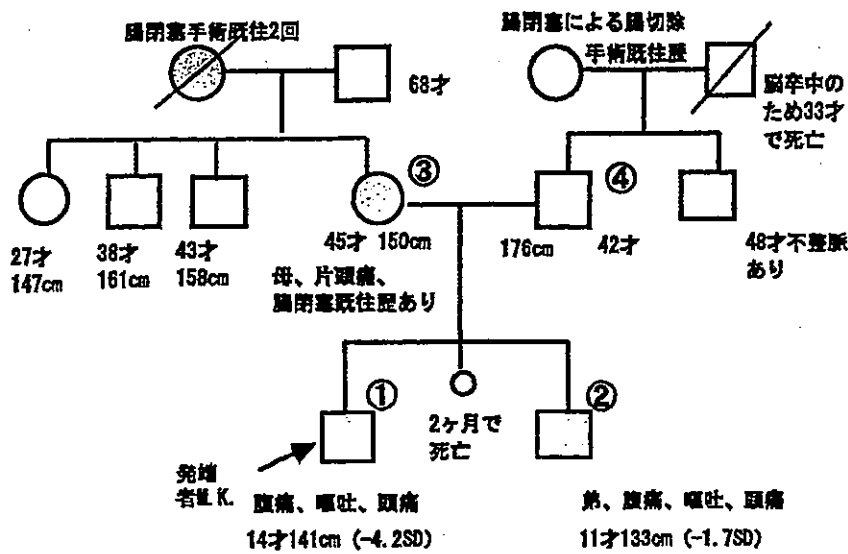 腸閉塞手術既往2回
68才
腸閉塞による腸切除
手術既往歴
脳卒中の
ため33才
で死亡
27才
147cm
38才
161cm
43才
158cm
③
45才 150cm
母、片頭痛、
腸閉塞既往歴あり
④
176cm
42才
48才不整脈
あり
①
発端
者M.K.
腹痛、嘔吐、頭痛
14才141cm (-4.2SD)
2ヶ月で
死亡
②
弟、腹痛、嘔吐、頭痛
11才133cm (-1.7SD)